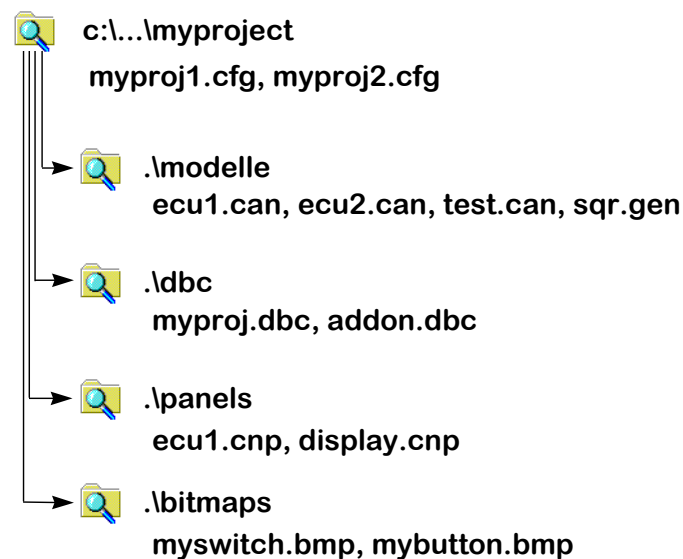 c:\...\myproject
myproj1.cfg, myproj2.cfg
.\modelle
ecu1.can, ecu2.can, test.can, sqr.gen
.\dbc
myproj.dbc, addon.dbc
.\panels
ecu1.cnp, display.cnp
.\bitmaps
myswitch.bmp, mybutton.bmp